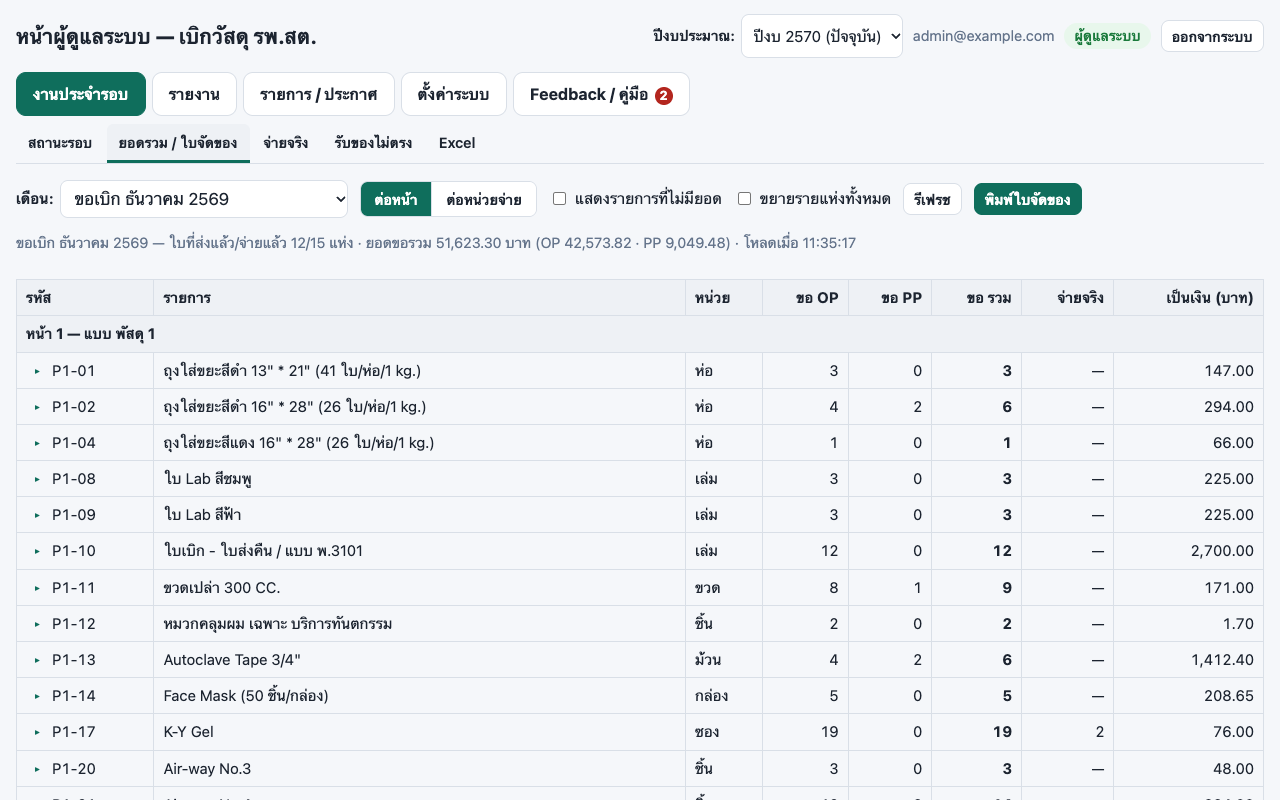 หน้าผู้ดูแลระบบ — เบิกวัสดุ รพ.สต.
ปีงบประมาณ: ปีงบ 2570 (ปัจจุบัน) admin@example.com ผู้ดูแลระบบ ออกจากระบบ
งานประจำรอบ รายงาน รายการ / ประกาศ ตั้งค่าระบบ Feedback / คู่มือ 2
สถานะรอบ ยอดรวม / ใบจัดของ จ่ายจริง รับของไม่ตรง Excel
เดือน: ขอเบิก ธันวาคม 2569 ต่อหน้า ต่อหน่วยจ่าย แสดงรายการที่ไม่มียอด ขยายรายแห่งทั้งหมด รีเฟรช พิมพ์ใบจัดของ
ขอเบิก ธันวาคม 2569 — ใบที่ส่งแล้ว/จ่ายแล้ว 12/15 แห่ง · ยอดขอรวม 51,623.30 บาท (OP 42,573.82 · PP 9,049.48) · โหลดเมื่อ 11:35:17
รหัส รายการ หน่วย ขอ OP ขอ PP ขอ รวม จ่ายจริง เป็นเงิน (บาท)
หน้า 1 — แบบ พัสดุ 1
▸ P1-01 ถุงใส่ขยะสีดำ 13" * 21" (41 ใบ/ห่อ/1 kg.) ห่อ 3 0 3 — 147.00
▸ P1-02 ถุงใส่ขยะสีดำ 16" * 28" (26 ใบ/ห่อ/1 kg.) ห่อ 4 2 6 — 294.00
▸ P1-04 ถุงใส่ขยะสีแดง 16" * 28" (26 ใบ/ห่อ/1 kg.) ห่อ 1 0 1 — 66.00
▸ P1-08 ใบ Lab สีชมพู เล่ม 3 0 3 — 225.00
▸ P1-09 ใบ Lab สีฟ้า เล่ม 3 0 3 — 225.00
▸ P1-10 ใบเบิก - ใบส่งคืน / แบบ พ.3101 เล่ม 12 0 12 — 2,700.00
▸ P1-11 ขวดเปล่า 300 CC. ขวด 8 1 9 — 171.00
▸ P1-12 หมวกคลุมผม เฉพาะ บริการทันตกรรม ชิ้น 2 0 2 — 1.70
▸ P1-13 Autoclave Tape 3/4" ม้วน 4 2 6 — 1,412.40
▸ P1-14 Face Mask (50 ชิ้น/กล่อง) กล่อง 5 0 5 — 208.65
▸ P1-17 K-Y Gel ซอง 19 0 19 2 76.00
▸ P1-20 Air-way No.3 ชิ้น 3 0 3 — 48.00